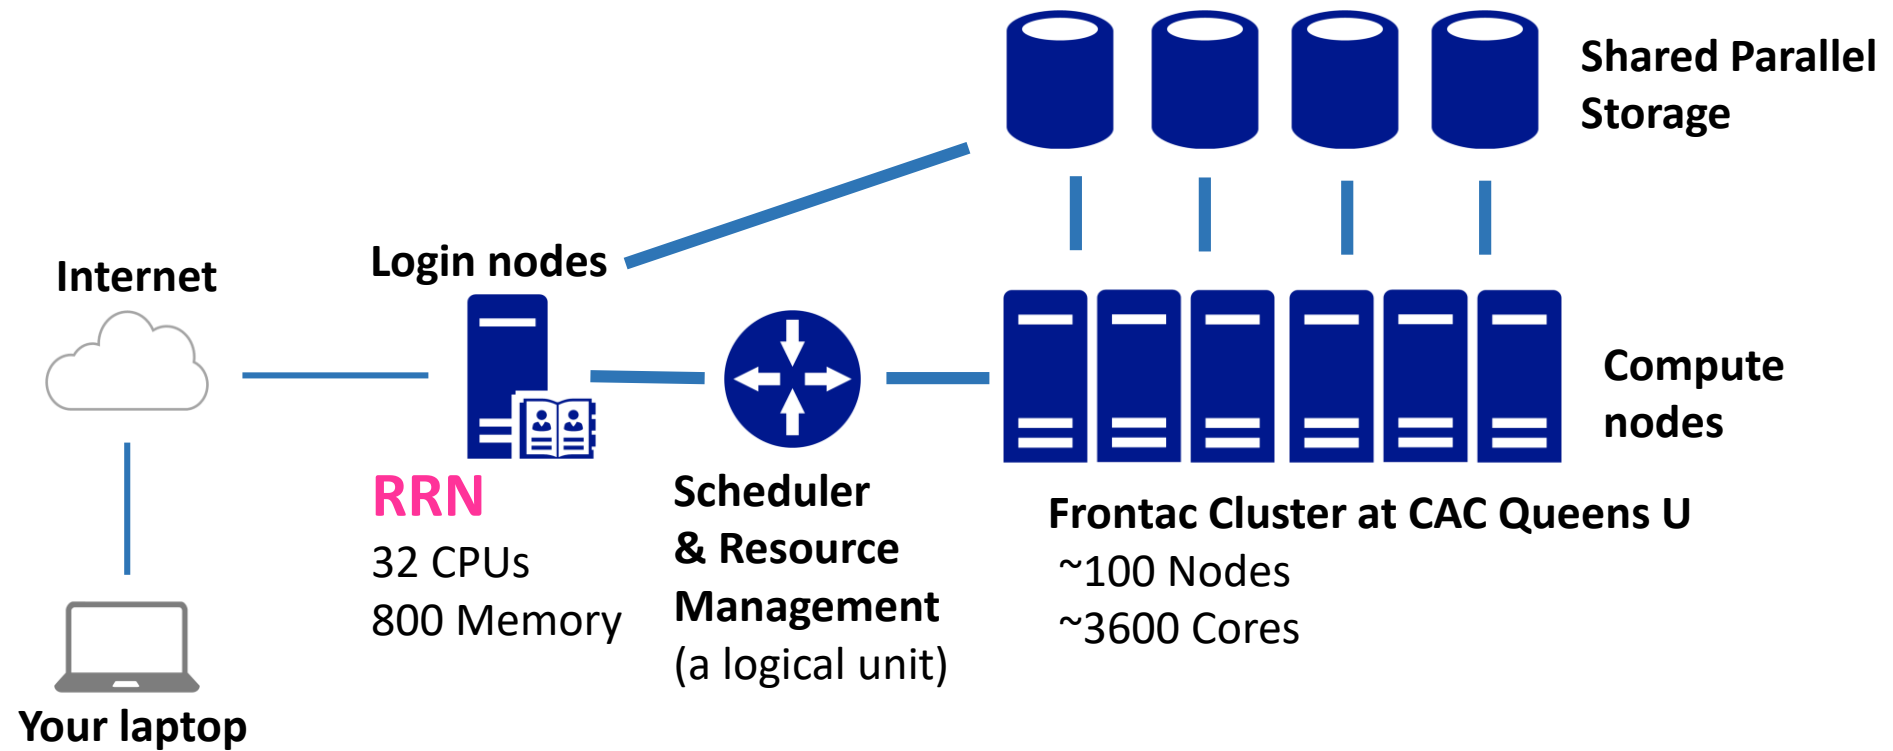 Shared Parallel
Storage
Internet
Login nodes
Compute
nodes
RRN
32 CPUs
800 Memory
Scheduler
& Resource
Management
(a logical unit)
Frontac Cluster at CAC Queens U
~100 Nodes
~3600 Cores
Your laptop